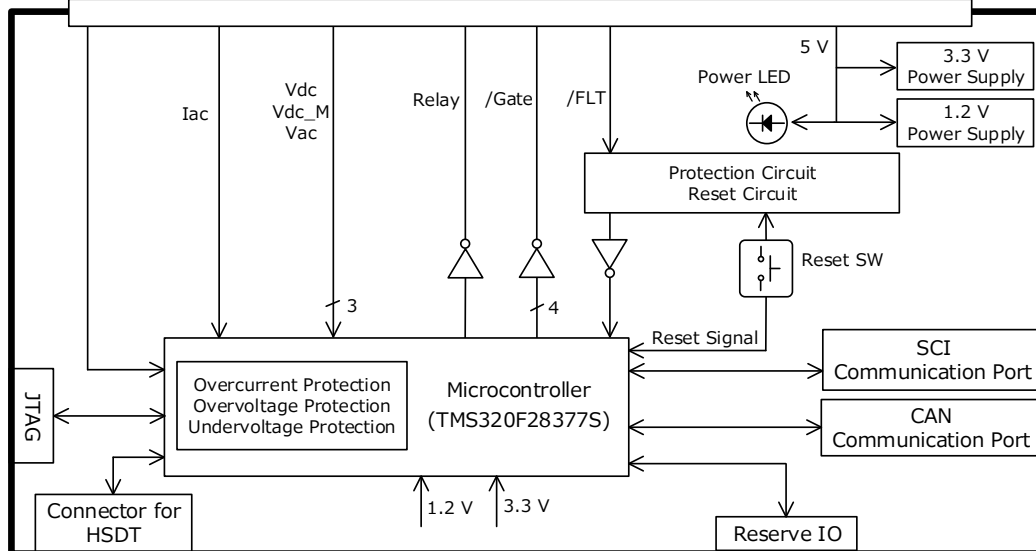 5 V
3.3 V
Power Supply
Power LED
1.2 V
Power Supply
Iac
Vdc
Vdc_M
Vac
Relay
/Gate
/FLT
Protection Circuit
Reset Circuit
Reset SW
3
4
Reset Signal
SCI
Communication Port
Overcurrent Protection
Overvoltage Protection
Undervoltage Protection
Microcontroller
(TMS320F28377S)
JTAG
CAN
Communication Port
Connector for
HSDT
1.2 V
3.3 V
Reserve IO